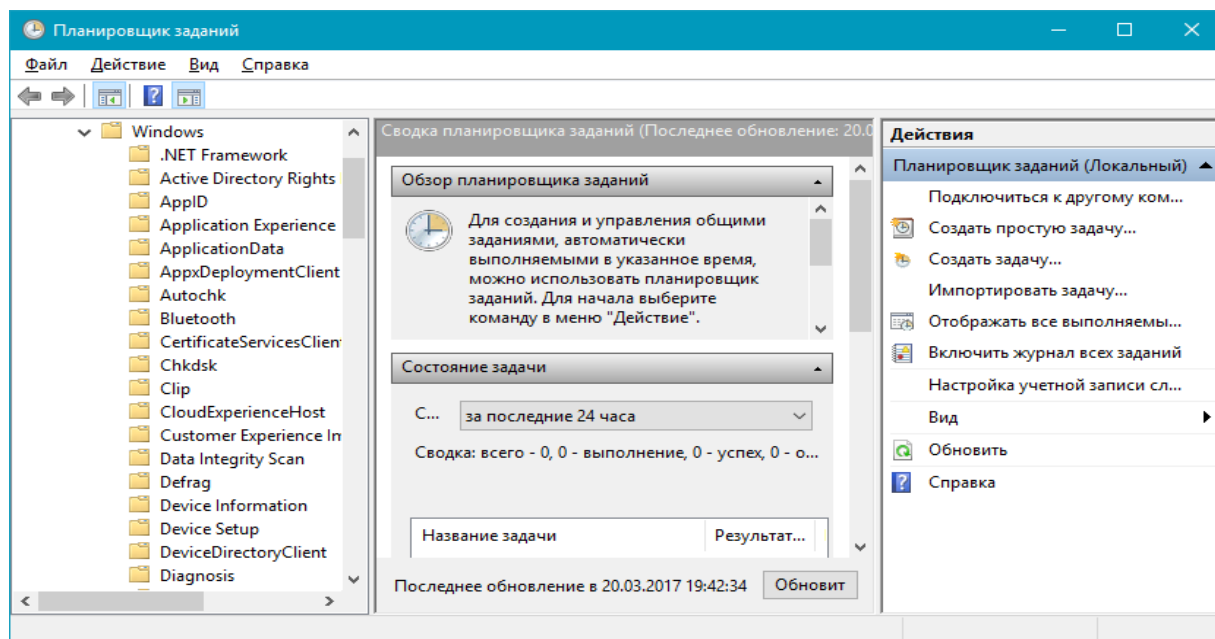 Планировщик заданий
Файл Действие Вид Справка
Windows
.NET Framework
Active Directory Rights
AppID
Application Experience
ApplicationData
AppxDeploymentClient
Autochk
Bluetooth
CertificateServicesClien
Chkdsk
Clip
CloudExperienceHost
Customer Experience Im
Data Integrity Scan
Defrag
Device Information
Device Setup
DeviceDirectoryClient
Diagnosis
Сводка планировщика заданий (Последнее обновление: 20.0
Обзор планировщика заданий
Для создания и управления общими
заданиями, автоматически
выполняемыми в указанное время,
можно использовать планировщик
заданий. Для начала выберите
команду в меню "Действие".
Состояние задачи
С... за последние 24 часа
Сводка: всего - 0, 0 - выполнение, 0 - успех, 0 - о...
Название задачи Результат...
Последнее обновление в 20.03.2017 19:42:34 Обновит
Действия
Планировщик заданий (Локальный)
Подключиться к другому ком...
Создать простую задачу...
Создать задачу...
Импортировать задачу...
Отображать все выполняемы...
Включить журнал всех заданий
Настройка учетной записи сл...
Вид
Обновить
Справка